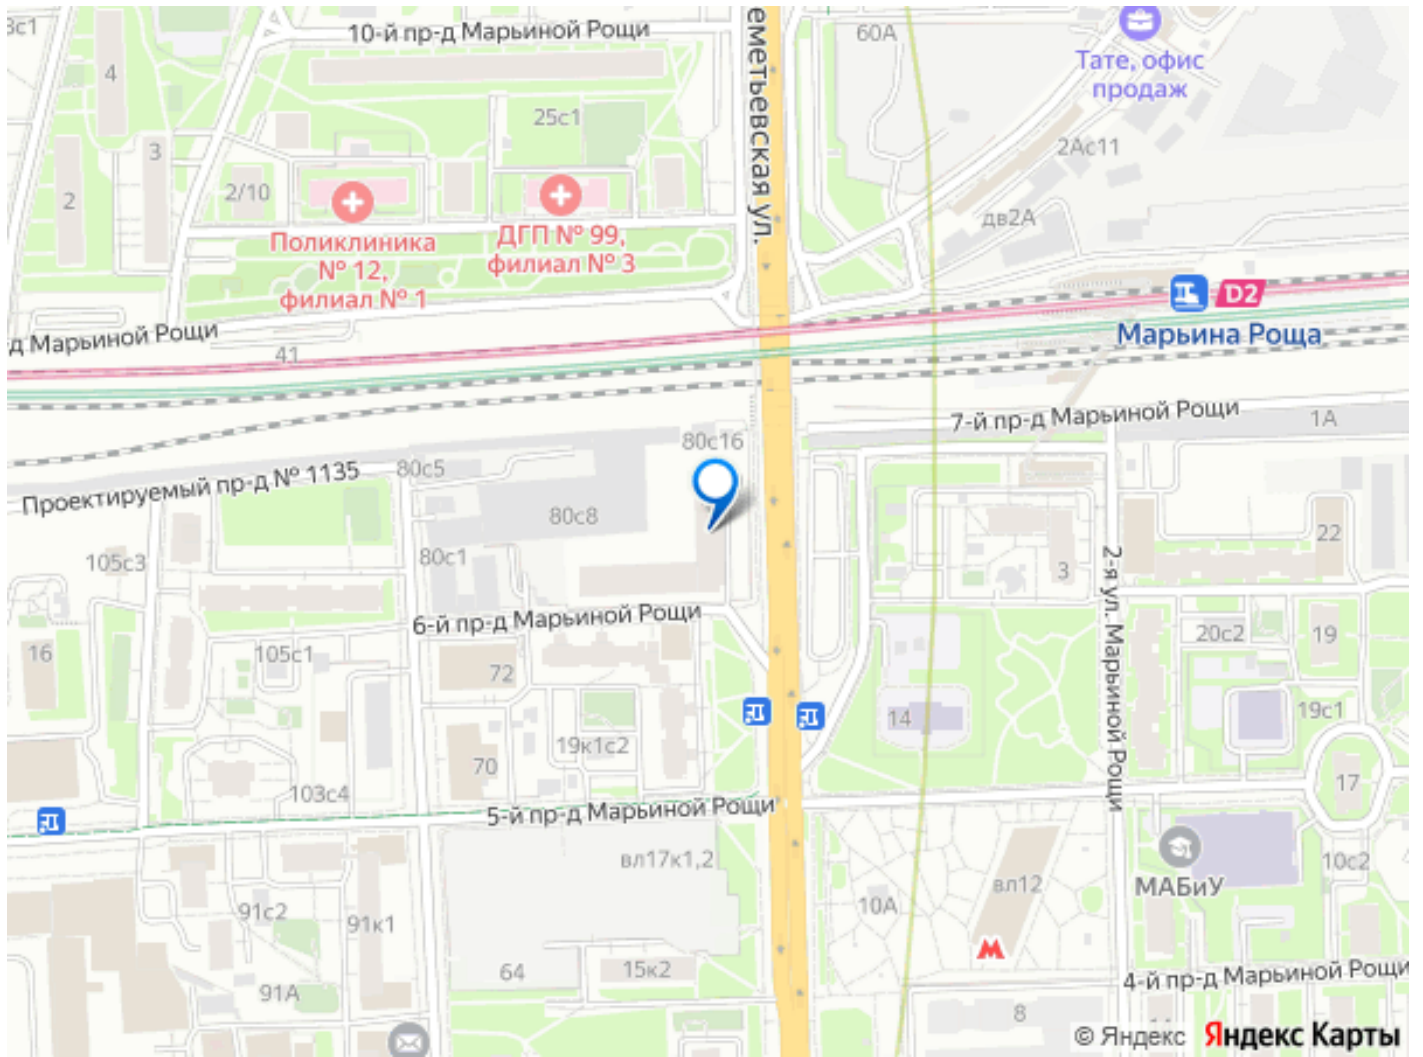 3с1
10-й пр-д Марьиной Рощи
еметьевская ул.
60А
Тате, офис
продаж
4
25с1
2Ас11
3
2
2/10
дв2А
Поликлиника
№ 12,
филиал № 1
ДГП № 99,
филиал № 3
D2
Марьина Роща
д Марьиной Рощи
41
7-й пр-д Марьиной Рощи
1А
80с16
80с5
Проектируемый пр-д № 1135
80с8
22
105с3
80с1
3
2-я ул. Марьиной Рощи
6-й пр-д Марьиной Рощи
20с2
19
16
105с1
72
14
19с1
19к1с2
70
17
103с4
5-й пр-д Марьиной Рощи
вл17к1,2
10с2
вл12
МАБиУ
10А
91с2
91к1
64
15к2
4-й пр-д Марьиной Рощи
91А
8
© Яндекс Яндекс Карты